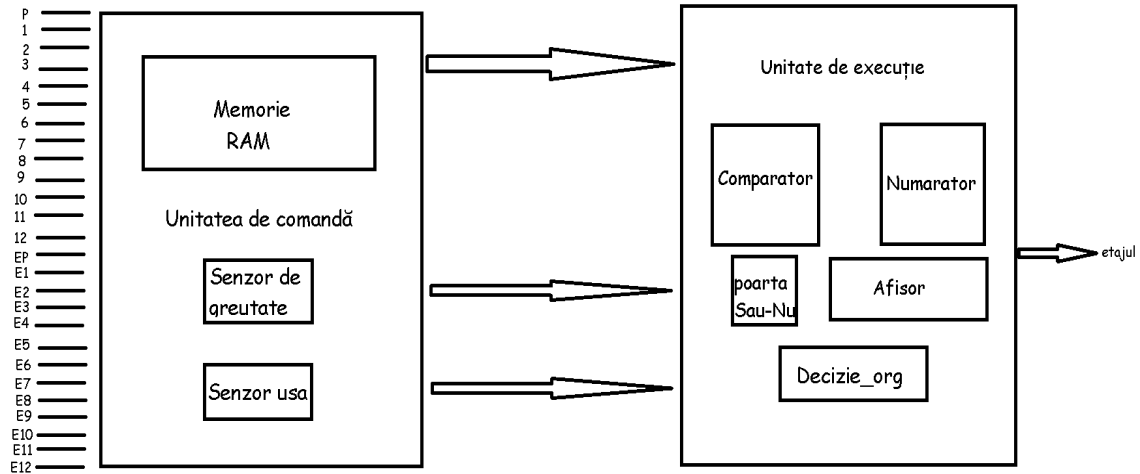 P
1
2
3
4
5
6
7
8
9
10
11
12
EP
E1
E2
E3
E4
E5
E6
E7
E8
E9
E10
E11
E12
Memorie
RAM
Unitatea de comandă
Senzor de
greutate
Senzor usa
Unitate de execuție
Comparator
Numarator
poarta
Sau-Nu
Afisor
Decizie_org
etajul